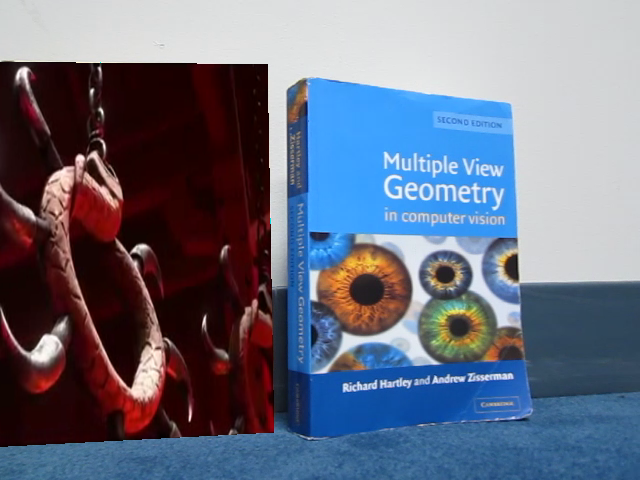 SECOND EDITION
Multiple View
Geometry
in computer vision
Richard Hartley and Andrew Zisserman
CAMBRIDGE
Hartley and
Zisserman
Multiple View Geometry